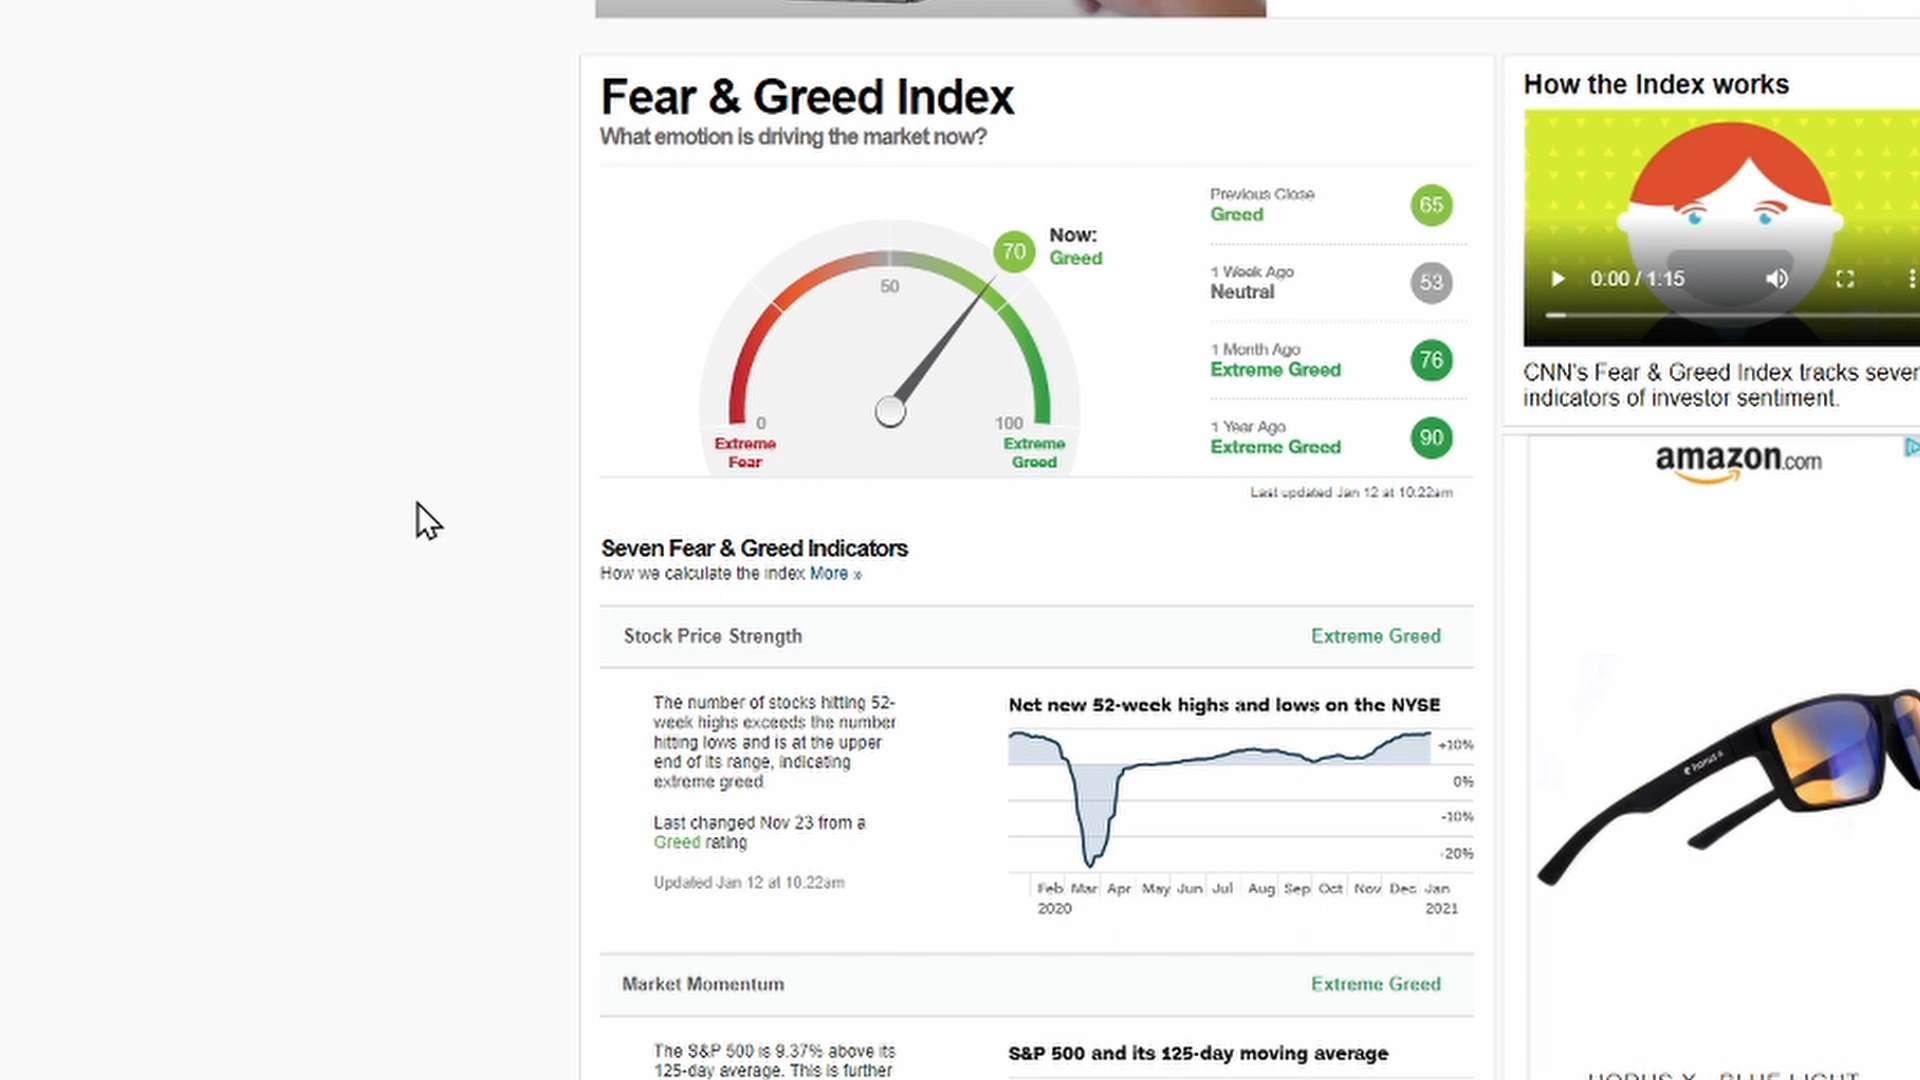 Fear & Greed Index
What emotion is driving the market now?
Now:
70
Greed
50
0
100
Extreme
Fear
Extreme
Greed
Previous Close
Greed
65
1 Week Ago
Neutral
53
1 Month Ago
Extreme Greed
76
1 Year Ago
Extreme Greed
90
Last updated Jan 12 at 10:22am
Seven Fear & Greed Indicators
How we calculate the index More »
Stock Price Strength
Extreme Greed
The number of stocks hitting 52-
week highs exceeds the number
hitting lows and is at the upper
end of its range, indicating
extreme greed.
Last changed Nov 23 from a
Greed rating
Updated Jan 12 at 10:22am
Net new 52-week highs and lows on the NYSE
+10%
0%
-10%
-20%
Feb Mar Apr May Jun Jul Aug Sep Oct Nov Dec Jan
2020 2021
Market Momentum
Extreme Greed
The S&P 500 is 9.37% above its
125-day average. This is further
S&P 500 and its 125-day moving average
How the Index works
0:00 / 1:15
CNN's Fear & Greed Index tracks seven
indicators of investor sentiment.
amazon.com
horus x